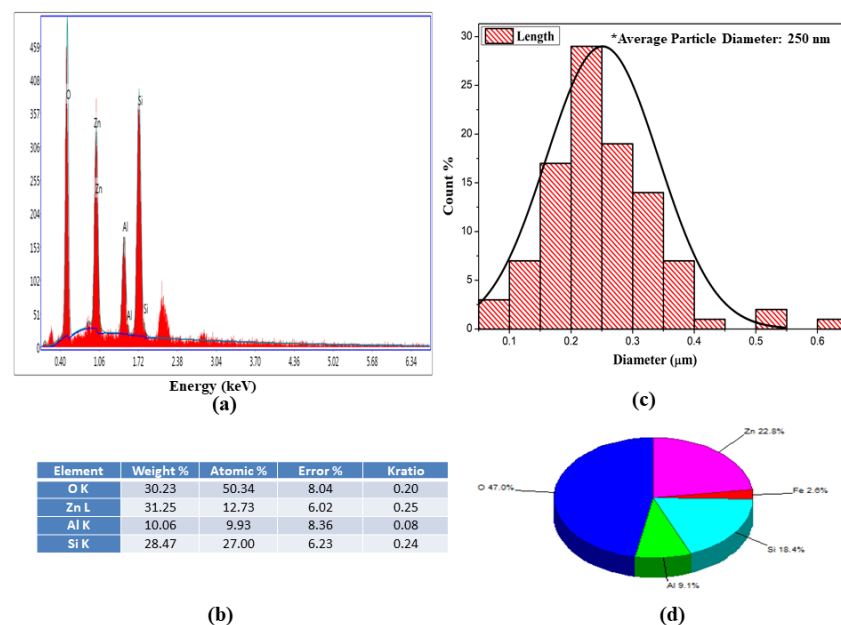 459
408
357
306
255
204
153
102
51
0
O
Zn
Zn
Al
Si
Al
Si
0.40 1.06 1.72 2.38 3.04 3.70 4.36 5.02 5.68 6.34
Energy (keV)
(a)
Length
*Average Particle Diameter: 250 nm
30
25
20
15
10
5
0
Count %
0.1 0.2 0.3 0.4 0.5 0.6
Diameter (μm)
(c)
Element Weight % Atomic % Error % Kratio
O K 30.23 50.34 8.04 0.20
Zn L 31.25 12.73 6.02 0.25
Al K 10.06 9.93 8.36 0.08
Si K 28.47 27.00 6.23 0.24
(b)
Zn 22.8%
O 47.0%
Fe 2.6%
Si 18.4%
Al 9.1%
(d)